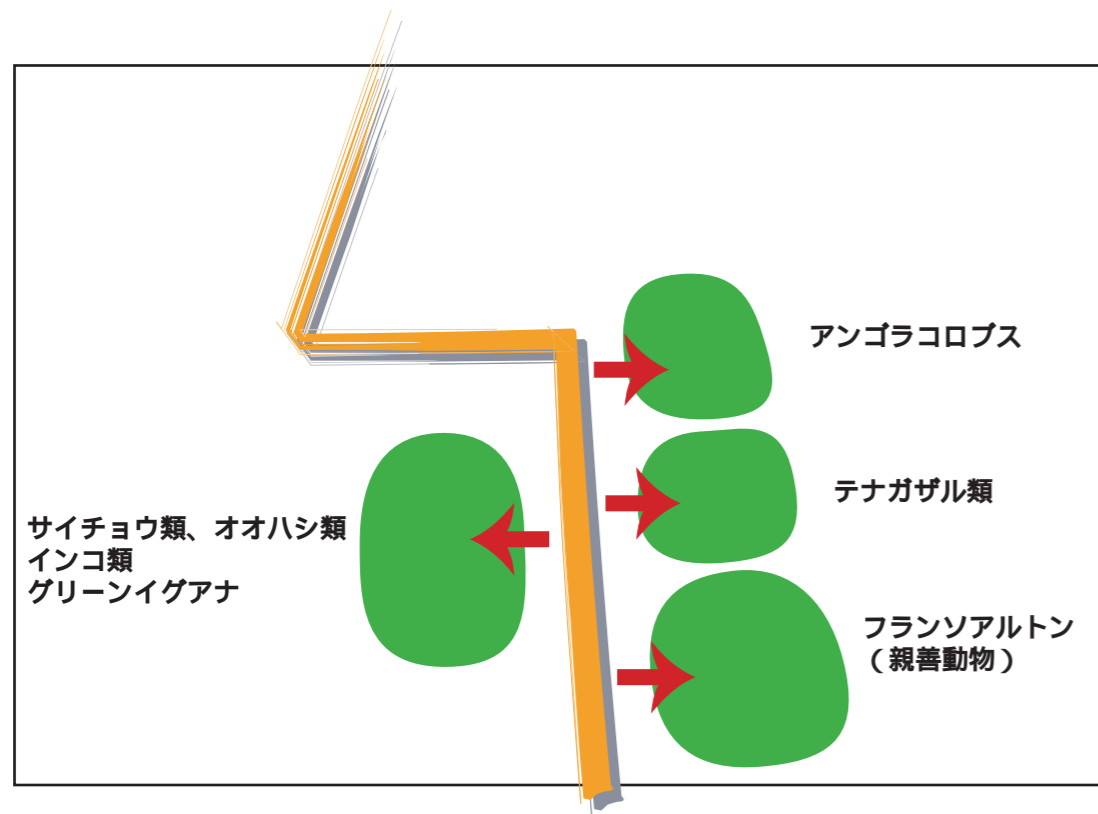 アンゴラコロブス
テナガザル類
サイチョウ類、オオハシ類
インコ類
グリーンイグアナ
フランソアルトン
（親善動物）